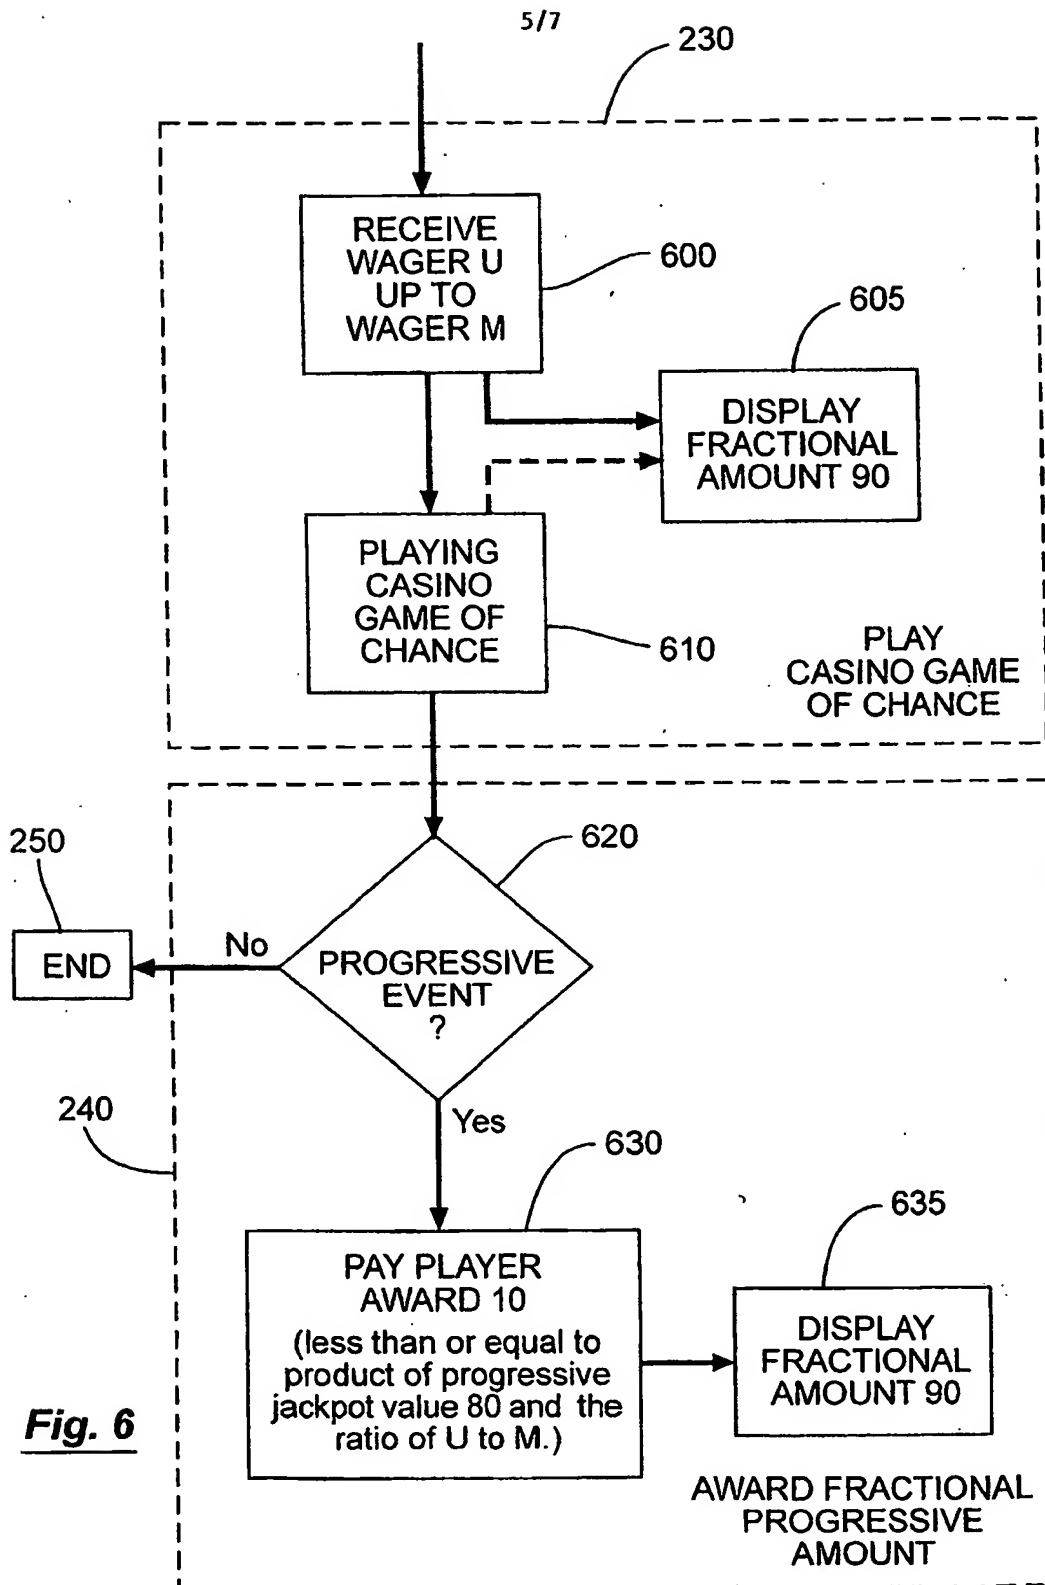 5/7
230
RECEIVE
WAGER U
UP TO
WAGER M
600
605
DISPLAY
FRACTIONAL
AMOUNT 90
PLAYING
CASINO
GAME OF
CHANCE
610
PLAY
CASINO GAME
OF CHANCE
250
END
No
620
PROGRESSIVE
EVENT
?
240
Yes
630
PAY PLAYER
AWARD 10
(less than or equal to
product of progressive
jackpot value 80 and the
ratio of U to M.)
635
DISPLAY
FRACTIONAL
AMOUNT 90
Fig. 6
AWARD FRACTIONAL
PROGRESSIVE
AMOUNT